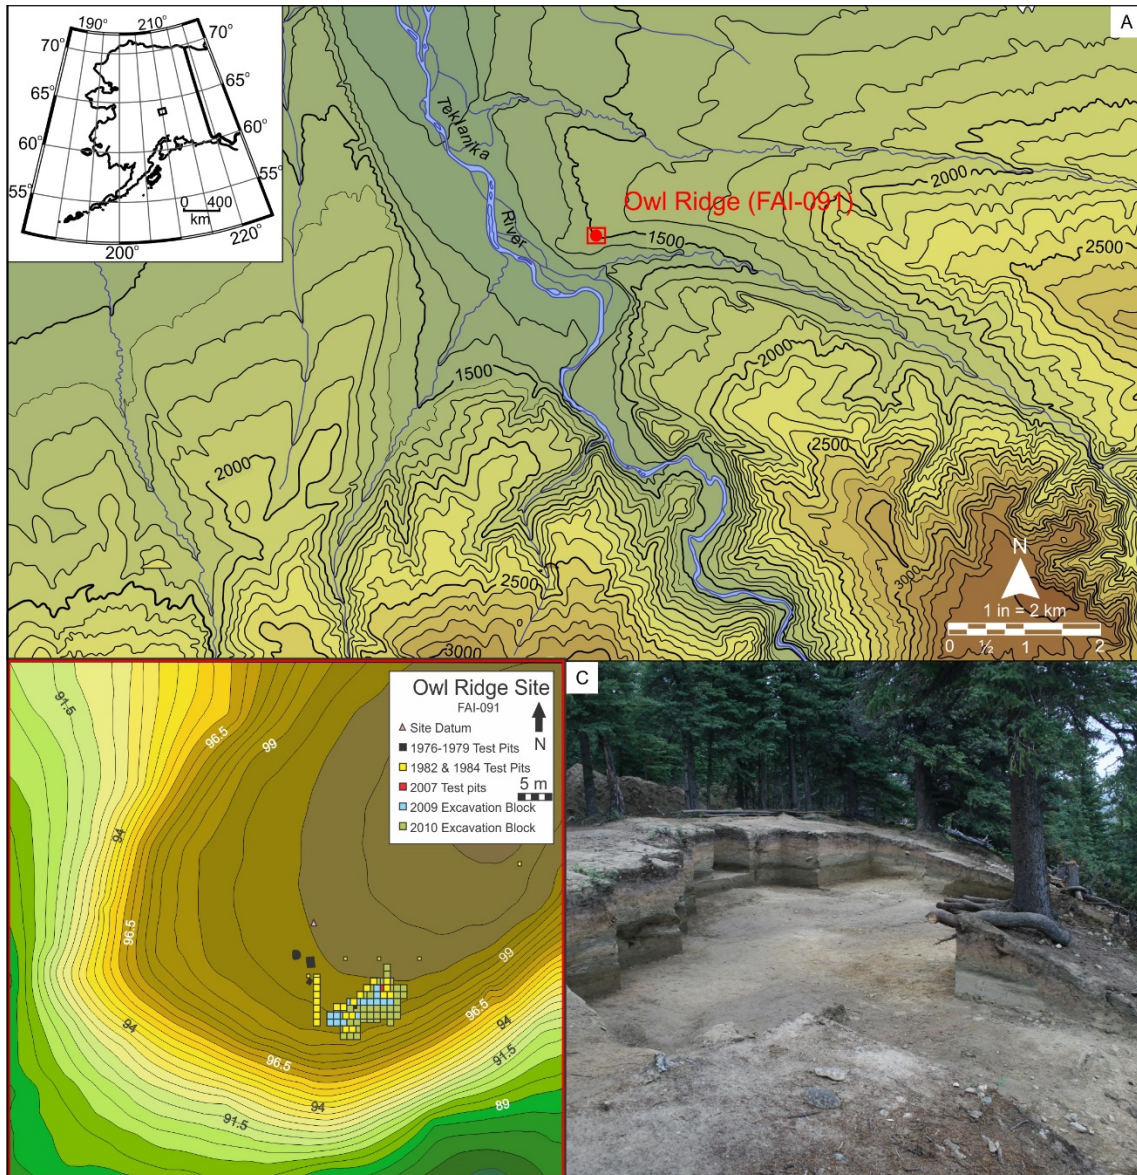 190° 210°
70° 70°
65° 65°
60° 60°
55° 55°
0 400
km
200° 220°
A
Teklanika
River
Owl Ridge (FAI-091)
1500
2000
2500
2000
1500
2000
2500
2500
3000
3000
N
1 in = 2 km
0 ½ 1 2
Owl Ridge Site
FAI-091
Site Datum
N
1976-1979 Test Pits
1982 & 1984 Test Pits
2007 Test pits
5 m
2009 Excavation Block
2010 Excavation Block
91.5
96.5
99
94
96.5
99
96.5
94
94
91.5
96.5
94
91.5
89
C